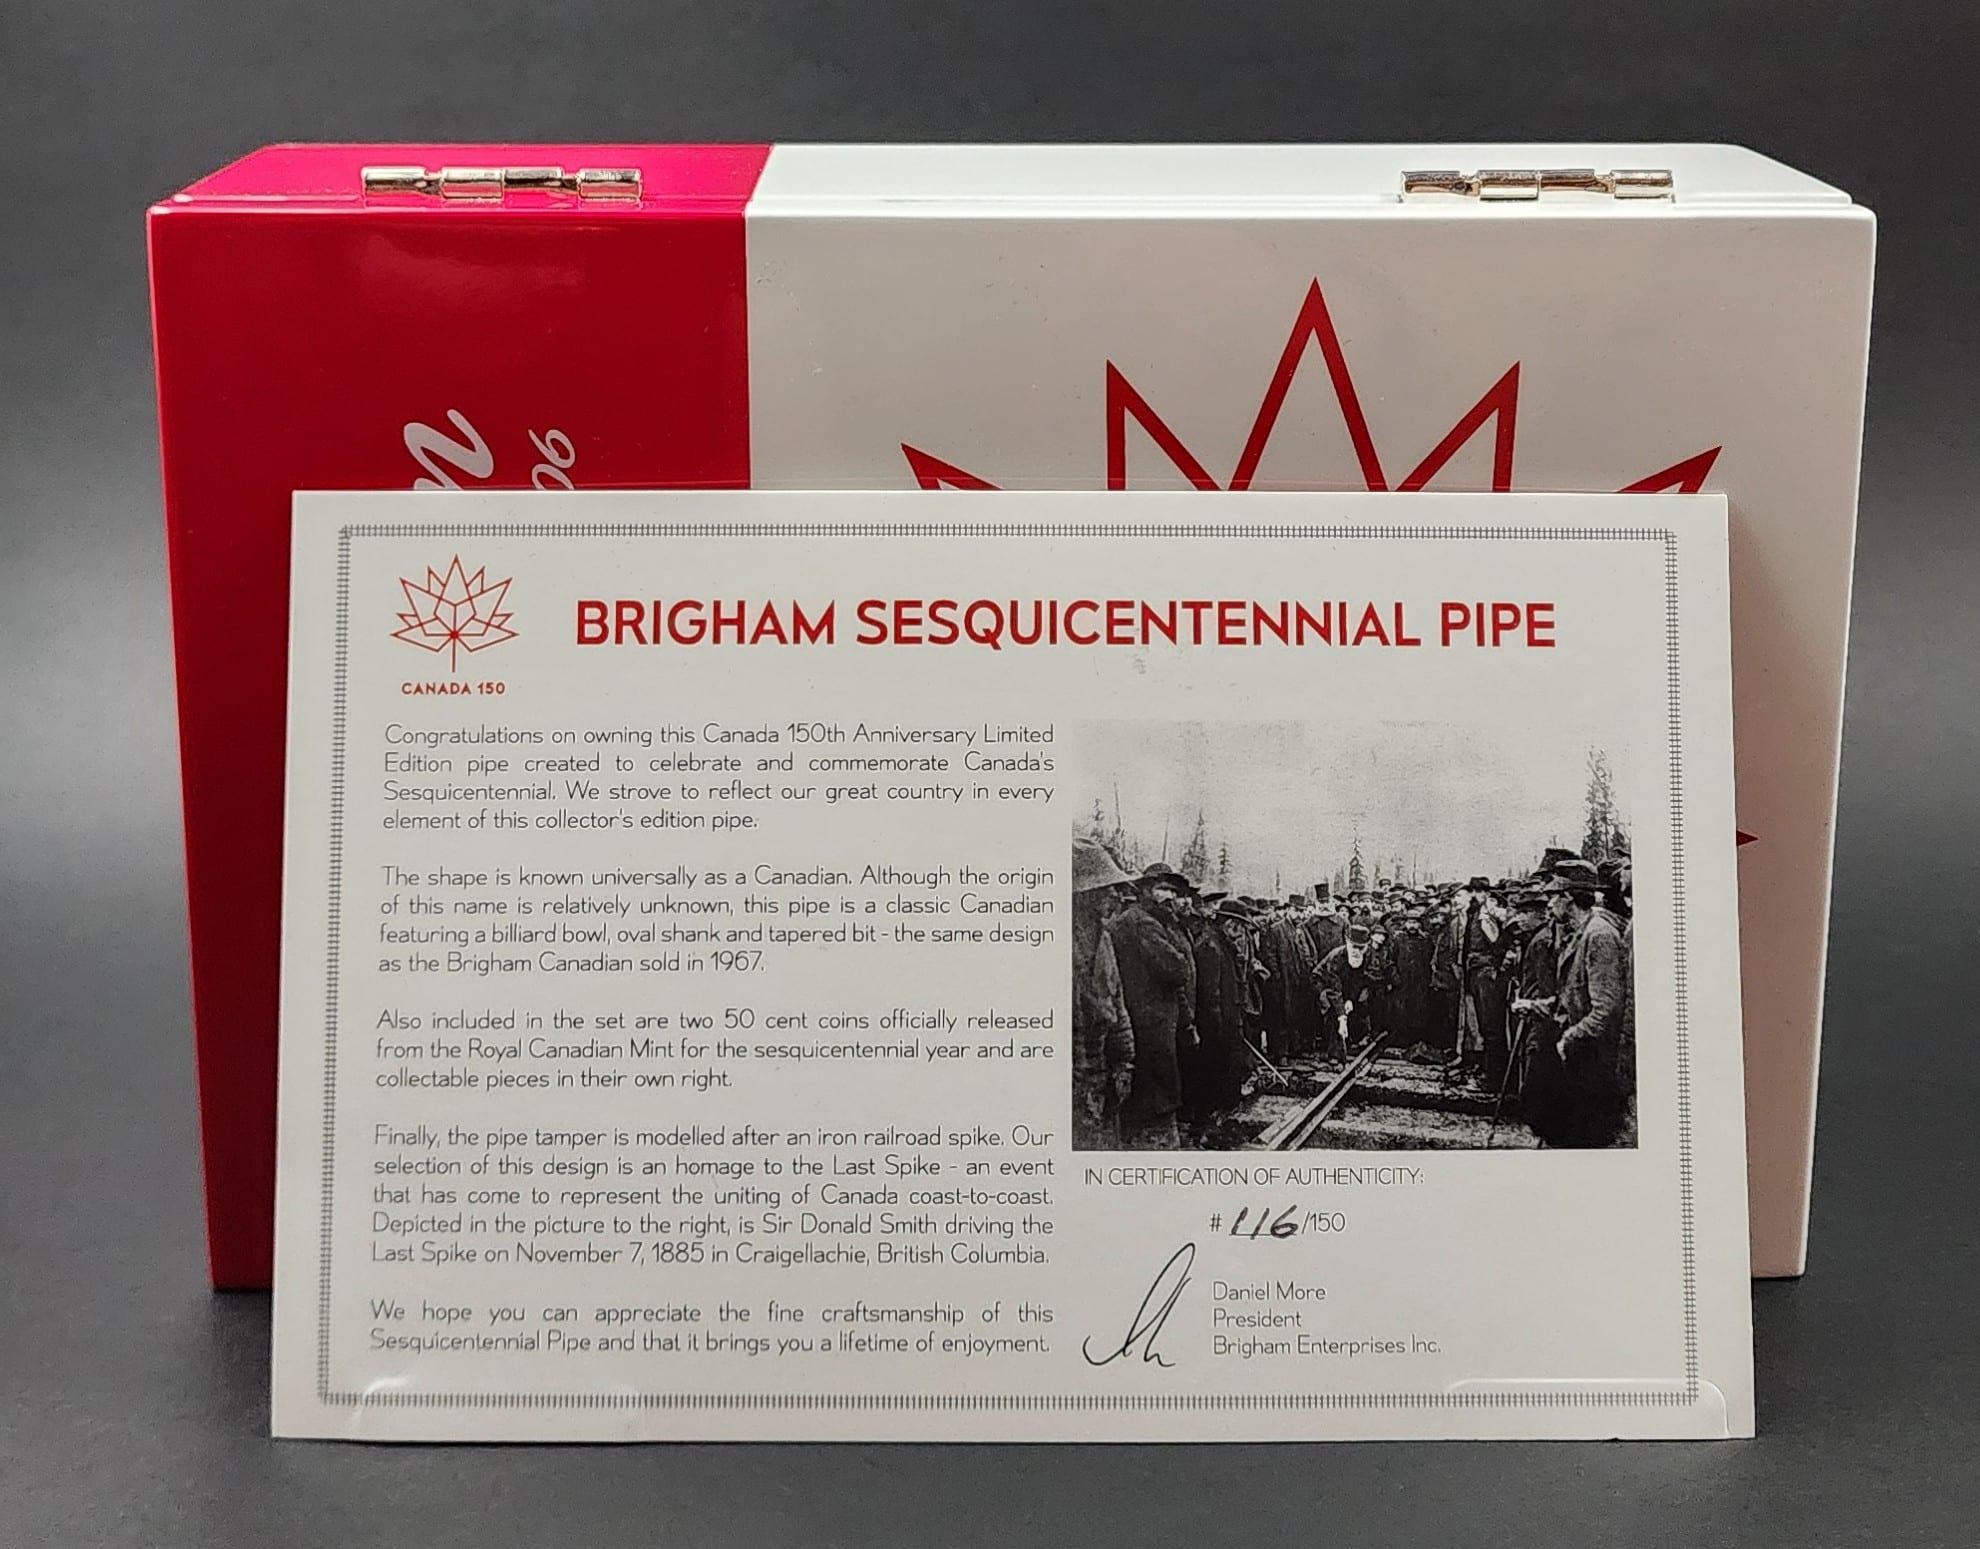 BRIGHAM SESQUICENTENNIAL PIPE
CANADA 150
Congratulations on owning this Canada 150th Anniversary Limited
Edition pipe created to celebrate and commemorate Canada's
Sesquicentennial. We strove to reflect our great country in every
element of this collector's edition pipe.
The shape is known universally as a Canadian. Although the origin
of this name is relatively unknown, this pipe is a classic Canadian
featuring a billiard bowl, oval shank and tapered bit - the same design
as the Brigham Canadian sold in 1967.
Also included in the set are two 50 cent coins officially released
from the Royal Canadian Mint for the sesquicentennial year and are
collectable pieces in their own right.
Finally, the pipe tamper is modelled after an iron railroad spike. Our
selection of this design is an homage to the Last Spike - an event
that has come to represent the uniting of Canada coast-to-coast.
Depicted in the picture to the right, is Sir Donald Smith driving the
Last Spike on November 7, 1885 in Craigellachie, British Columbia.
We hope you can appreciate the fine craftsmanship of this
Sesquicentennial Pipe and that it brings you a lifetime of enjoyment.
IN CERTIFICATION OF AUTHENTICITY:
# 116/150
Daniel More
President
Brigham Enterprises Inc.